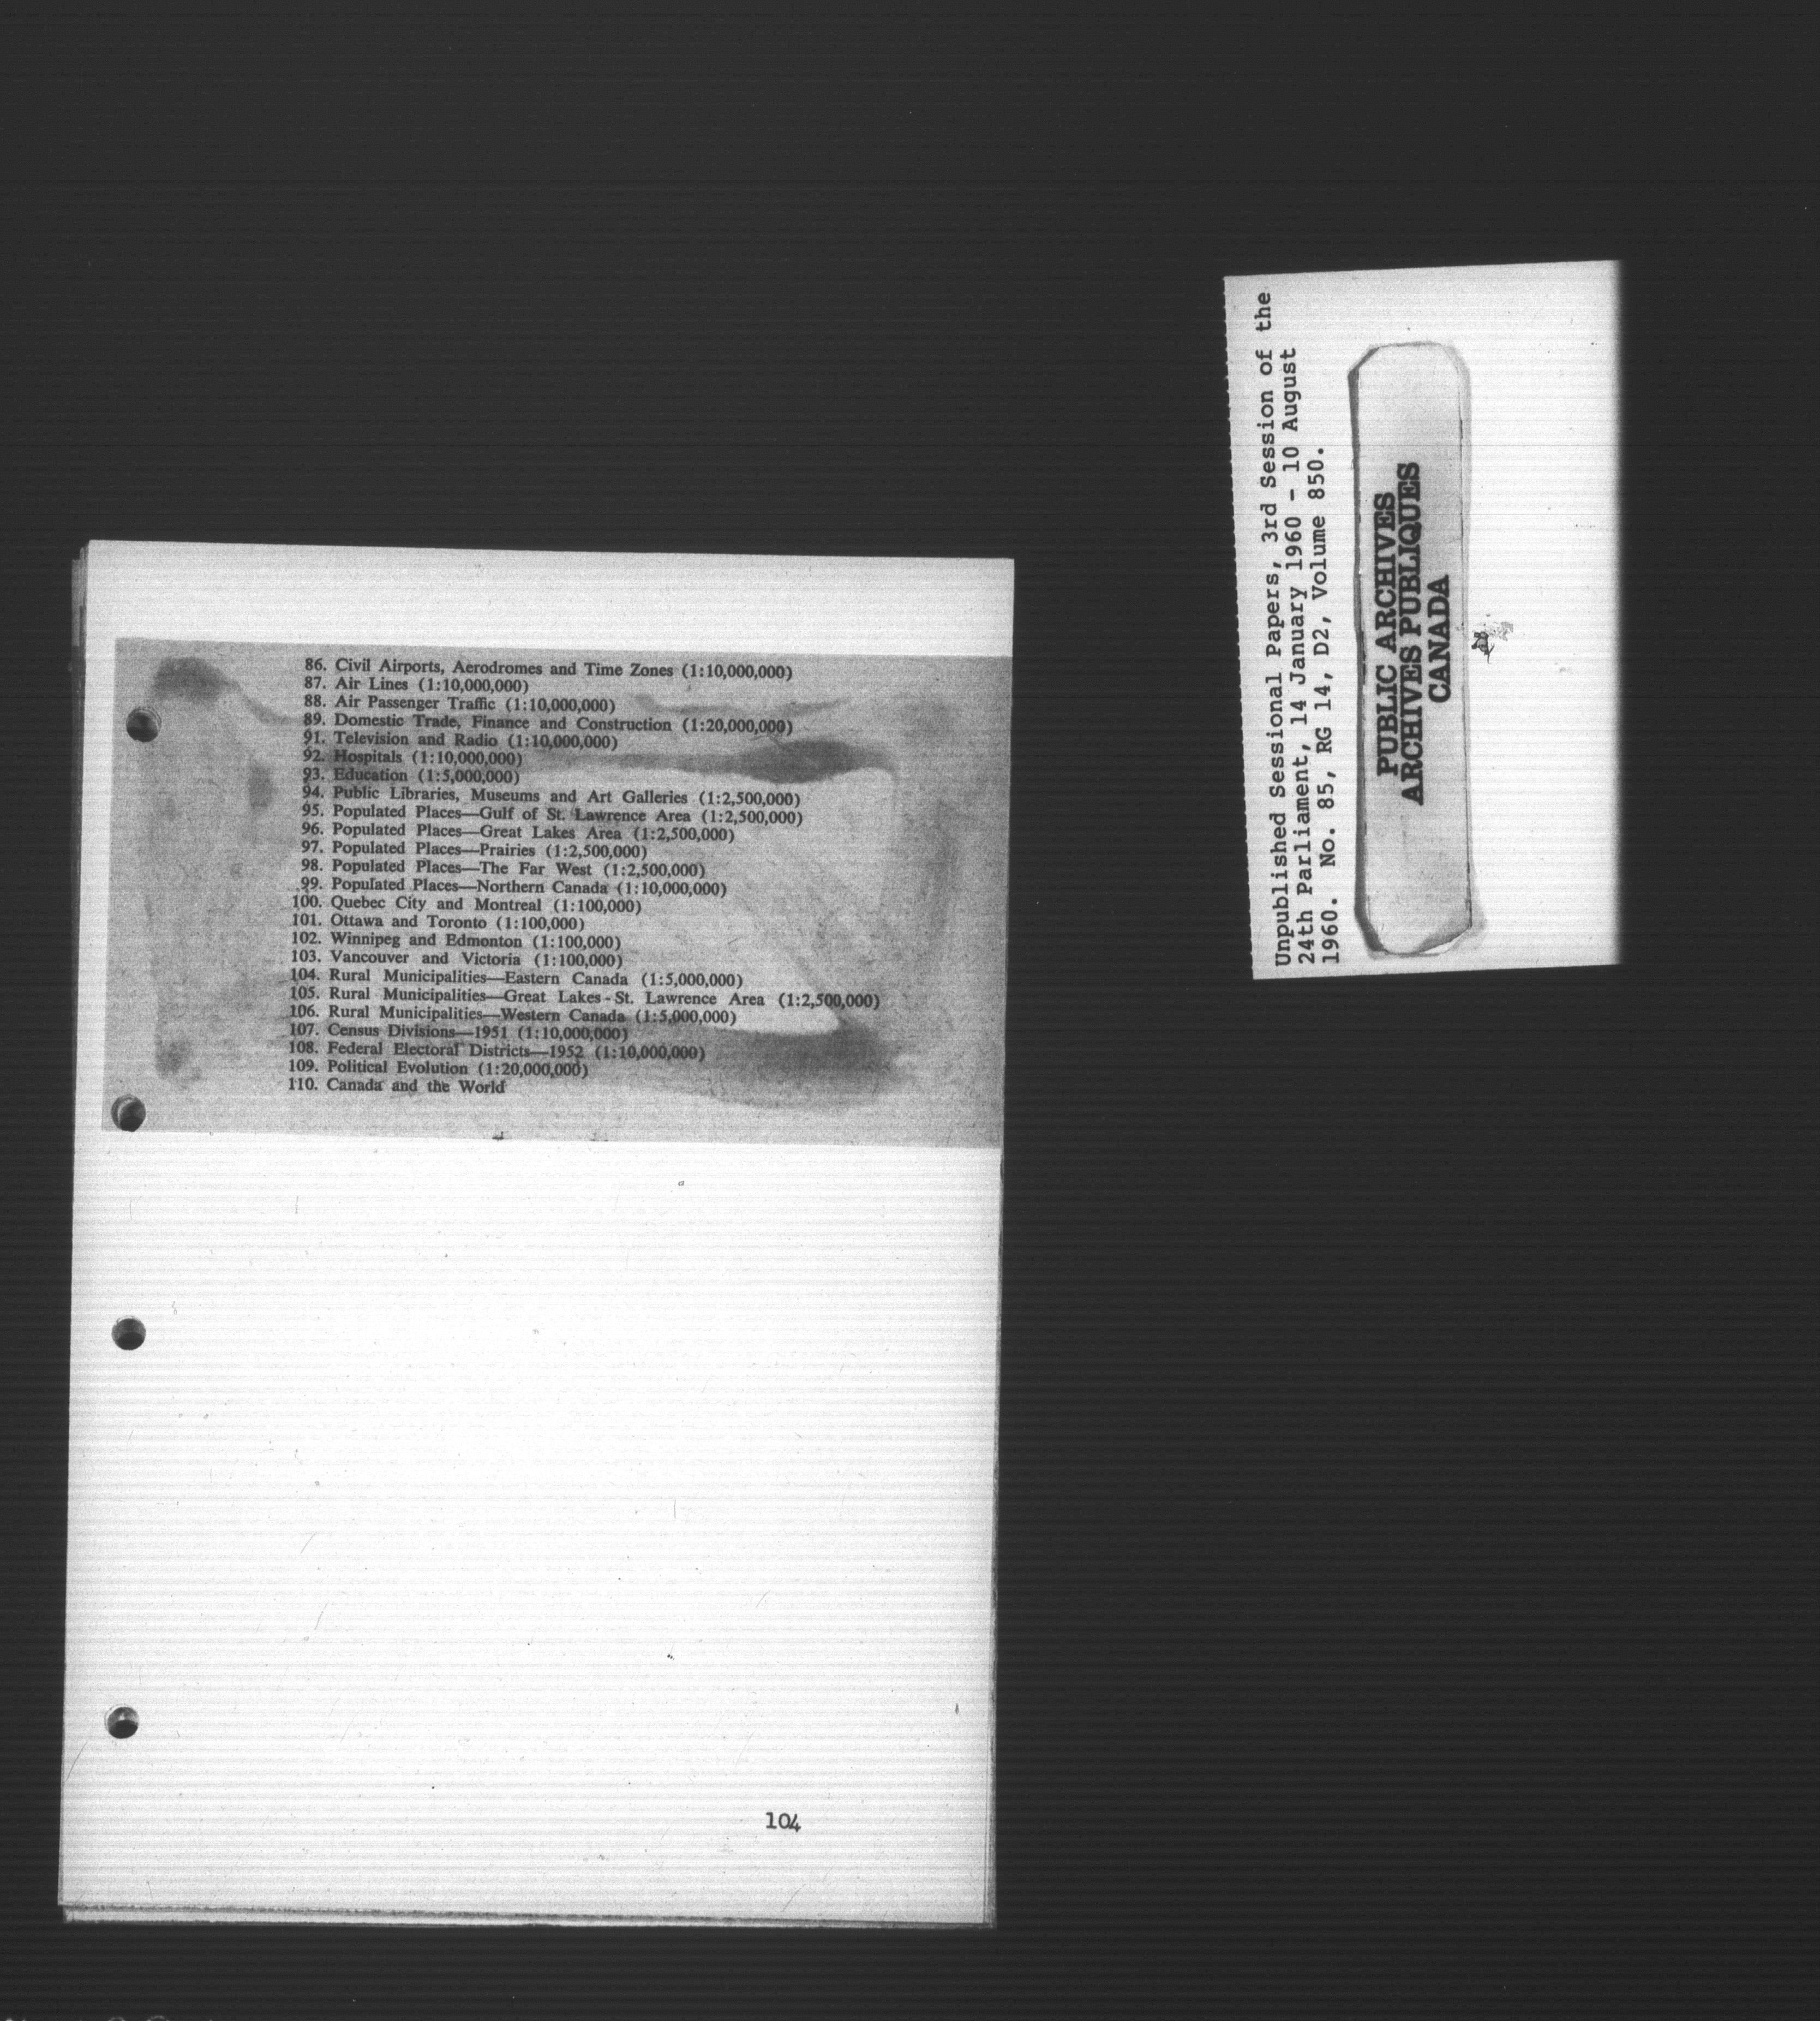 86. Civil Airports, Aerodromes and Time Zones (1:10,000,000)
87. Air Lines (1:10,000,000)
88. Air Passenger Traffic (1:10,000,000)
89. Domestic Trade, Finance and Construction (1:20,000,000)
91. Television and Radio (1:10,000,000)
92. Hospitals (1:10,000,000)
93. Education (1:5,000,000)
94. Public Libraries, Museums and Art Galleries (1:2,500,000)
95. Populated Places—Gulf of St. Lawrence Area (1:2,500,000)
96. Populated Places—Great Lakes Area (1:2,500,000)
97. Populated Places—Prairies (1:2,500,000)
98. Populated Places—The Far West (1:2,500,000)
99. Populated Places—Northern Canada (1:10,000,000)
100. Quebec City and Montreal (1:100,000)
101. Ottawa and Toronto (1:100,000)
102. Winnipeg and Edmonton (1:100,000)
103. Vancouver and Victoria (1:100,000)
104. Rural Municipalities—Eastern Canada (1:5,000,000)
105. Rural Municipalities—Great Lakes-St. Lawrence Area (1:2,500,000)
106. Rural Municipalities—Western Canada (1:5,000,000)
107. Census Divisions—1951 (1:10,000,000)
108. Federal Electoral Districts—1952 (1:10,000,000)
109. Political Evolution (1:20,000,000)
110. Canada and the World
104
Unpublished Sessional Papers, 3rd Session of the
24th Parliament, 14 January 1960 - 10 August
1960. No. 85, RG 14, D2, Volume 850.
PUBLIC ARCHIVES
ARCHIVES PUBLIQUES
CANADA